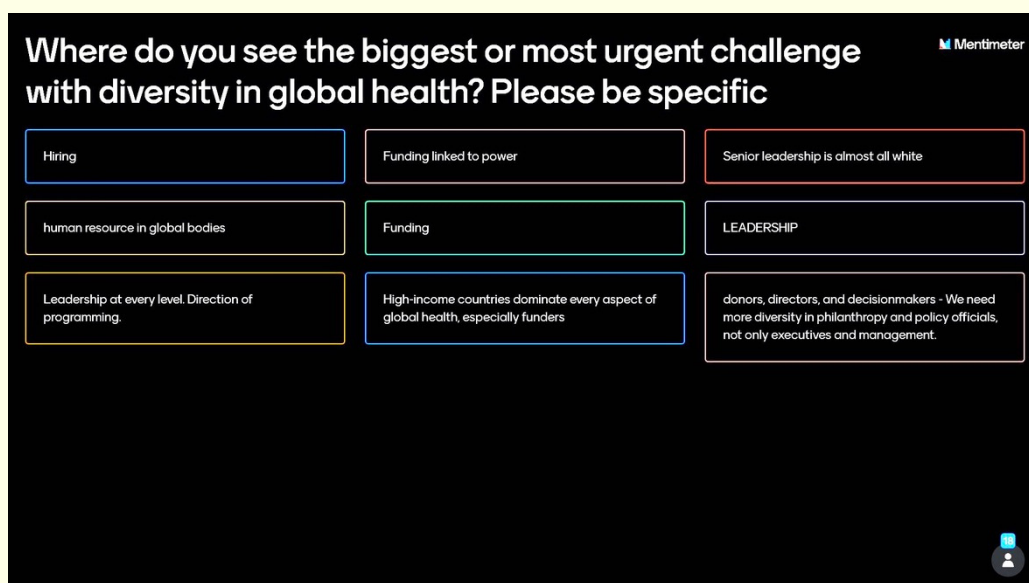 Where do you see the biggest or most urgent challenge
with diversity in global health? Please be specific
Mentimeter
Hiring
Funding linked to power
Senior leadership is almost all white
human resource in global bodies
Funding
LEADERSHIP
Leadership at every level. Direction of
programming.
High-income countries dominate every aspect of
global health, especially funders
donors, directors, and decisionmakers - We need
more diversity in philanthropy and policy officials,
not only executives and management.
18